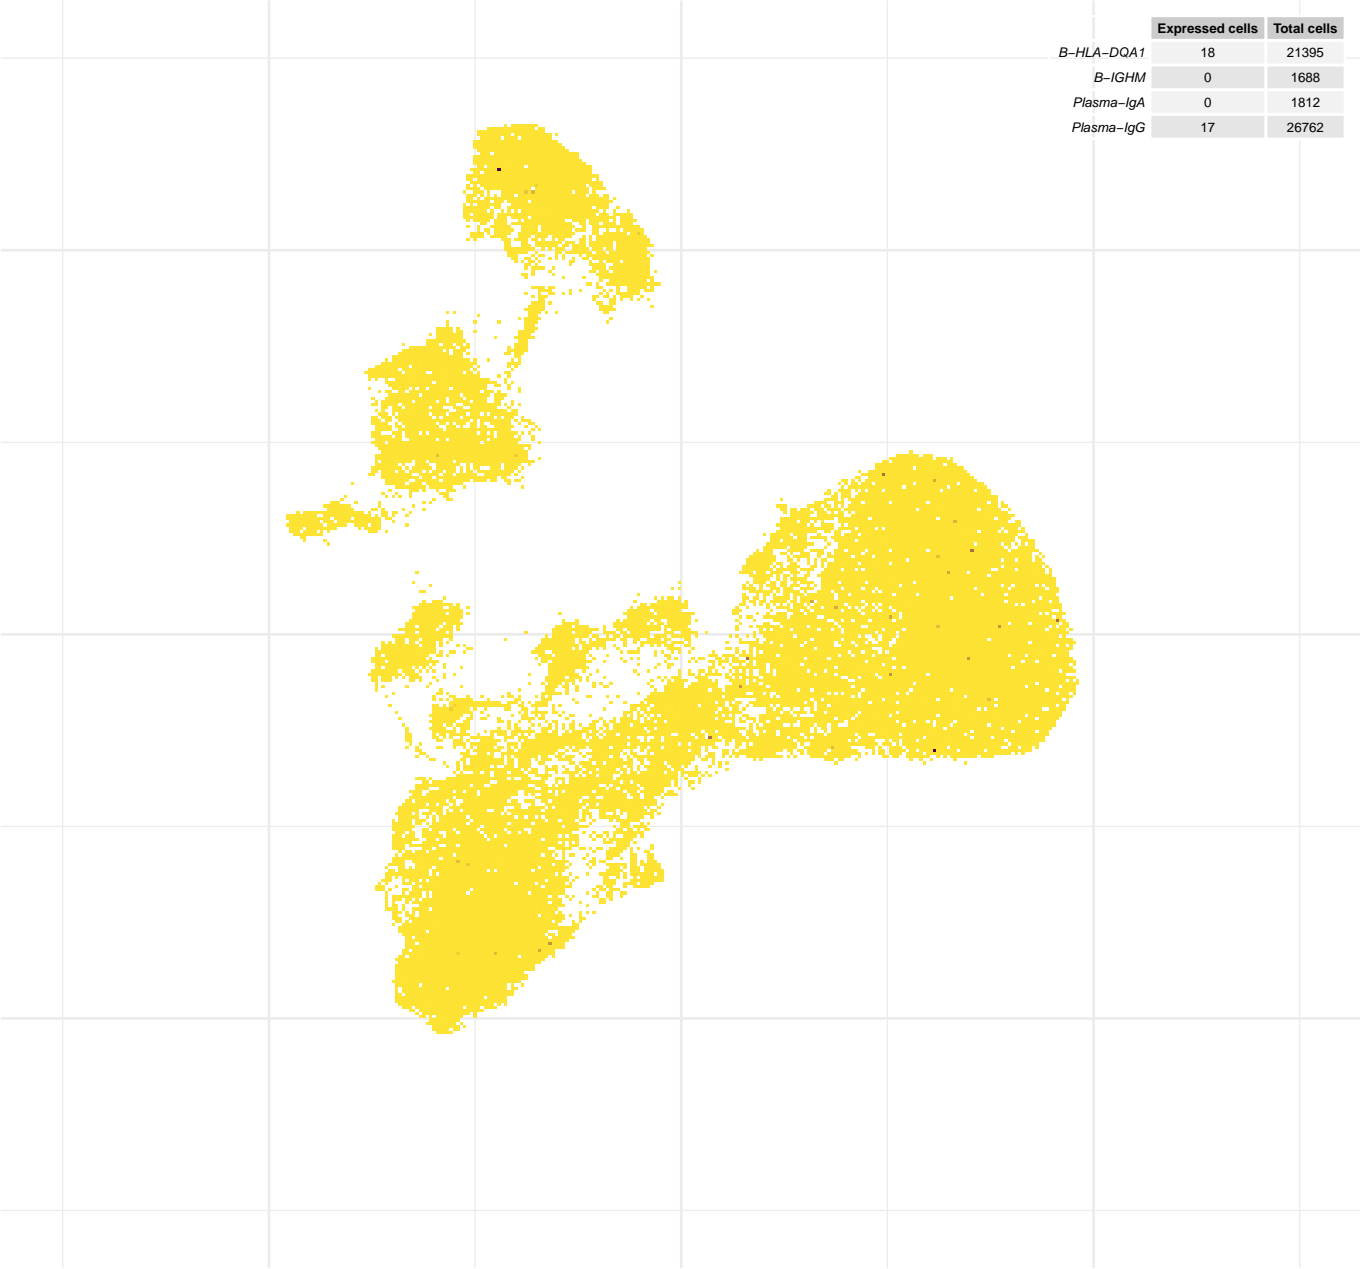 Expressed cells Total cells
B−HLA−DQA1 18 21395
B−IGHM 0 1688
Plasma−IgA 0 1812
Plasma−IgG 17 26762